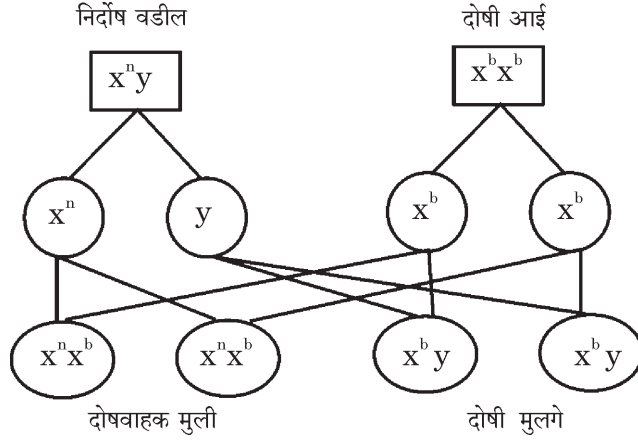 निर्दोष वडील दोषी आई
xⁿy xᵇxᵇ
xⁿ y xᵇ xᵇ
xⁿxᵇ xⁿxᵇ xᵇy xᵇy
दोषवाहक मुली दोषी मुलगे